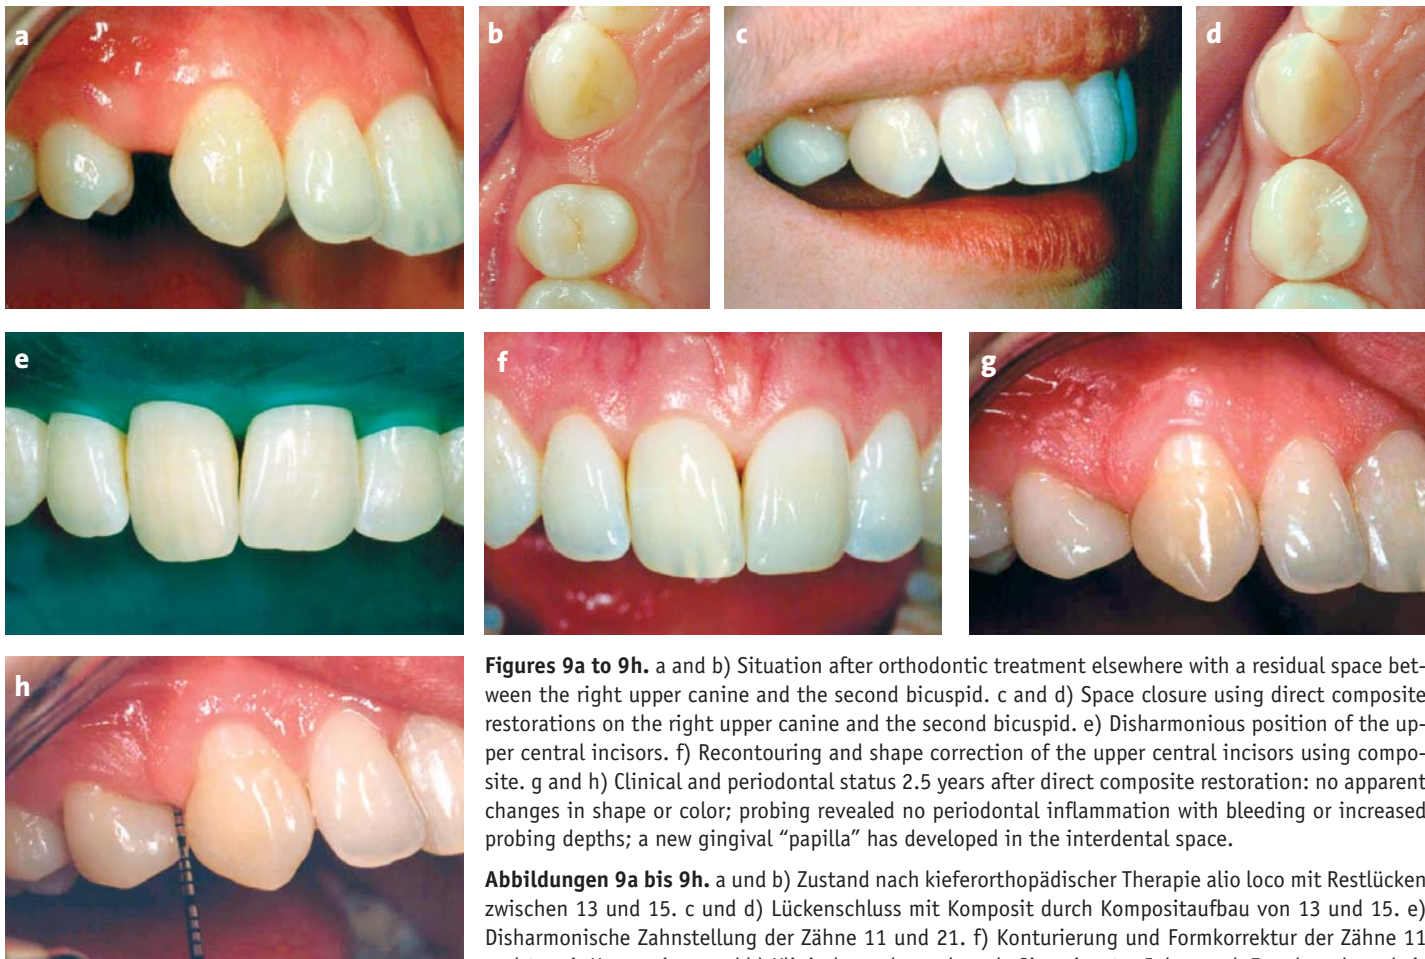 a
b
c
d
e
f
g
h
Figures 9a to 9h. a and b) Situation after orthodontic treatment elsewhere with a residual space bet-
ween the right upper canine and the second bicuspid. c and d) Space closure using direct composite
restorations on the right upper canine and the second bicuspid. e) Disharmonious position of the up-
per central incisors. f) Recontouring and shape correction of the upper central incisors using compo-
site. g and h) Clinical and periodontal status 2.5 years after direct composite restoration: no apparent
changes in shape or color; probing revealed no periodontal inflammation with bleeding or increased
probing depths; a new gingival “papilla” has developed in the interdental space.
Abbildungen 9a bis 9h. a und b) Zustand nach kieferorthopädischer Therapie alio loco mit Restlücken
zwischen 13 und 15. c und d) Lückenschluss mit Komposit durch Kompositaufbau von 13 und 15. e)
Disharmonische Zahnstellung der Zähne 11 und 21. f) Konturierung und Formkorrektur der Zähne 11